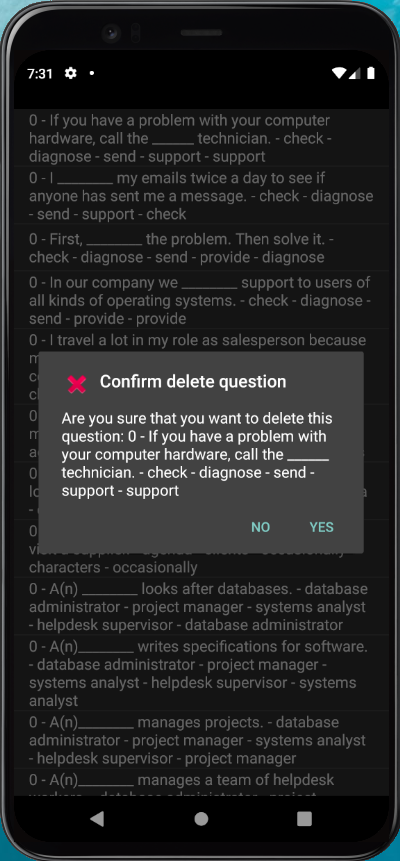 7:31
0 - If you have a problem with your computer
hardware, call the ______ technician. - check -
diagnose - send - support - support
0 - I ________ my emails twice a day to see if
anyone has sent me a message. - check - diagnose
- send - support - check
0 - First, ________ the problem. Then solve it. -
check - diagnose - send - provide - diagnose
0 - In our company we ________ support to users of
all kinds of operating systems. - check - diagnose -
send - provide - provide
0 - I travel a lot in my role as salesperson because
Confirm delete question
Are you sure that you want to delete this
question: 0 - If you have a problem with
your computer hardware, call the ______
technician. - check - diagnose - send -
support - support
NO YES
characters - occasionally
0 - A(n) ________ looks after databases. - database
administrator - project manager - systems analyst
- helpdesk supervisor - database administrator
0 - A(n)________ writes specifications for software.
- database administrator - project manager -
systems analyst - helpdesk supervisor - systems
analyst
0 - A(n)________ manages projects. - database
administrator - project manager - systems analyst
- helpdesk supervisor - project manager
0 - A(n)________ manages a team of helpdesk